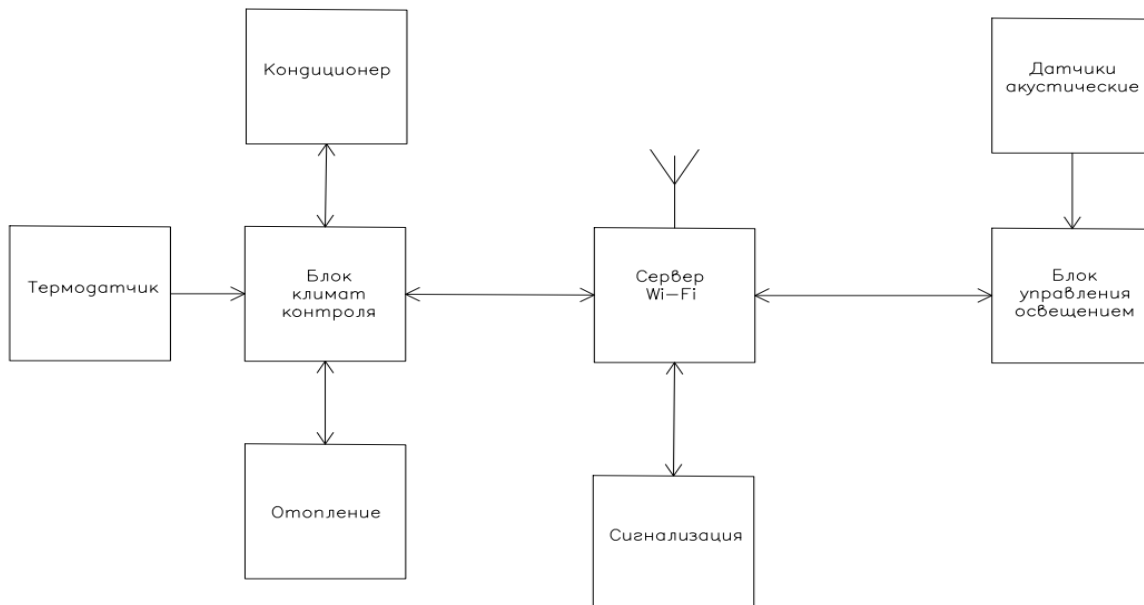 Кондиционер
Датчики
акустические
Термодатчик
Блок
климат
контроля
Сервер
Wi-Fi
Блок
управления
освещением
Отопление
Сигнализация